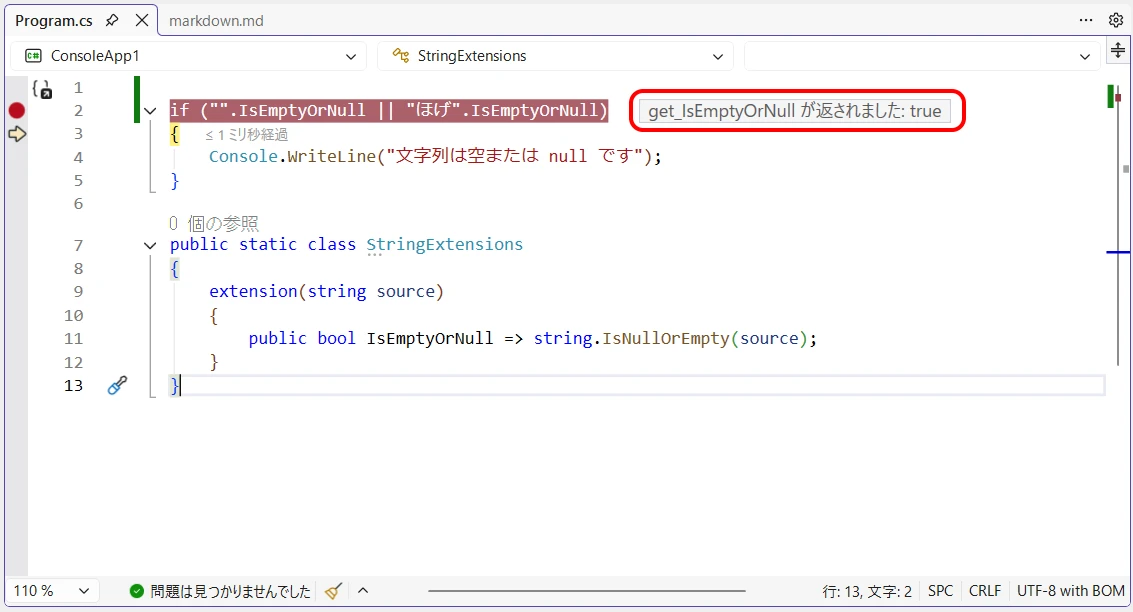 Program.cs markdown.md
C# ConsoleApp1 StringExtensions
1
2 if ("".IsEmptyOrNull || "ほげ".IsEmptyOrNull) get_IsEmptyOrNull が返されました: true
3 { ≤ 1 ミリ秒経過
4 Console.WriteLine("文字列は空または null です");
5 }
6
0 個の参照
7 public static class StringExtensions
8 {
9 extension(string source)
10 {
11 public bool IsEmptyOrNull => string.IsNullOrEmpty(source);
12 }
13 }
110 % 問題は見つかりませんでした 行: 13, 文字: 2 SPC CRLF UTF-8 with BOM